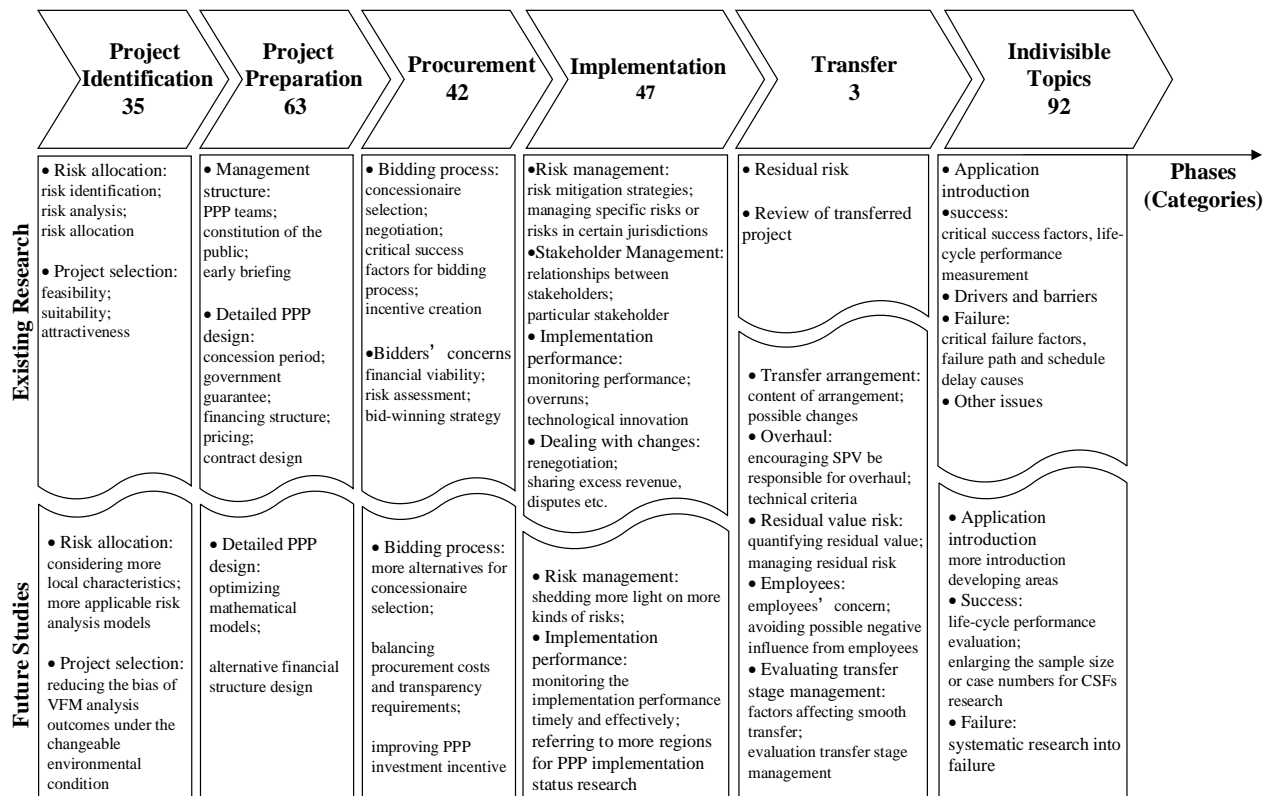 Project
Identification
35
Project
Preparation
63
Procurement
42
Implementation
47
Transfer
3
Indivisible
Topics
92
Phases
(Categories)
Existing Research
• Risk allocation:
risk identification;
risk analysis;
risk allocation
• Project selection:
feasibility;
suitability;
attractiveness
• Management
structure:
PPP teams;
constitution of the
public;
early briefing
• Detailed PPP
design:
concession period;
government
guarantee;
financing structure;
pricing;
contract design
• Bidding process:
concessionaire
selection;
negotiation;
critical success
factors for bidding
process;
incentive creation
•Bidders’ concerns
financial viability;
risk assessment;
bid-winning strategy
•Risk management:
risk mitigation strategies;
managing specific risks or
risks in certain jurisdictions
•Stakeholder Management:
relationships between
stakeholders;
particular stakeholder
• Implementation
performance:
monitoring performance;
overruns;
technological innovation
• Dealing with changes:
renegotiation;
sharing excess revenue,
disputes etc.
• Residual risk
• Review of transferred
project
• Application
introduction
•success:
critical success factors, life-
cycle performance
measurement
• Drivers and barriers
• Failure:
critical failure factors,
failure path and schedule
delay causes
• Other issues
Future Studies
• Risk allocation:
considering more
local characteristics;
more applicable risk
analysis models
• Project selection:
reducing the bias of
VFM analysis
outcomes under the
changeable
environmental
condition
• Detailed PPP
design:
optimizing
mathematical
models;
alternative financial
structure design
• Bidding process:
more alternatives for
concessionaire
selection;
balancing
procurement costs
and transparency
requirements;
improving PPP
investment incentive
• Risk management:
shedding more light on more
kinds of risks;
• Implementation
performance:
monitoring the
implementation performance
timely and effectively;
referring to more regions
for PPP implementation
status research
• Transfer arrangement:
content of arrangement;
possible changes
• Overhaul:
encouraging SPV be
responsible for overhaul;
technical criteria
• Residual value risk:
quantifying residual value;
managing residual risk
• Employees:
employees’ concern;
avoiding possible negative
influence from employees
• Evaluating transfer
stage management:
factors affecting smooth
transfer;
evaluation transfer stage
management
• Application
introduction
more introduction
developing areas
• Success:
life-cycle performance
evaluation;
enlarging the sample size
or case numbers for CSFs
research
• Failure:
systematic research into
failure